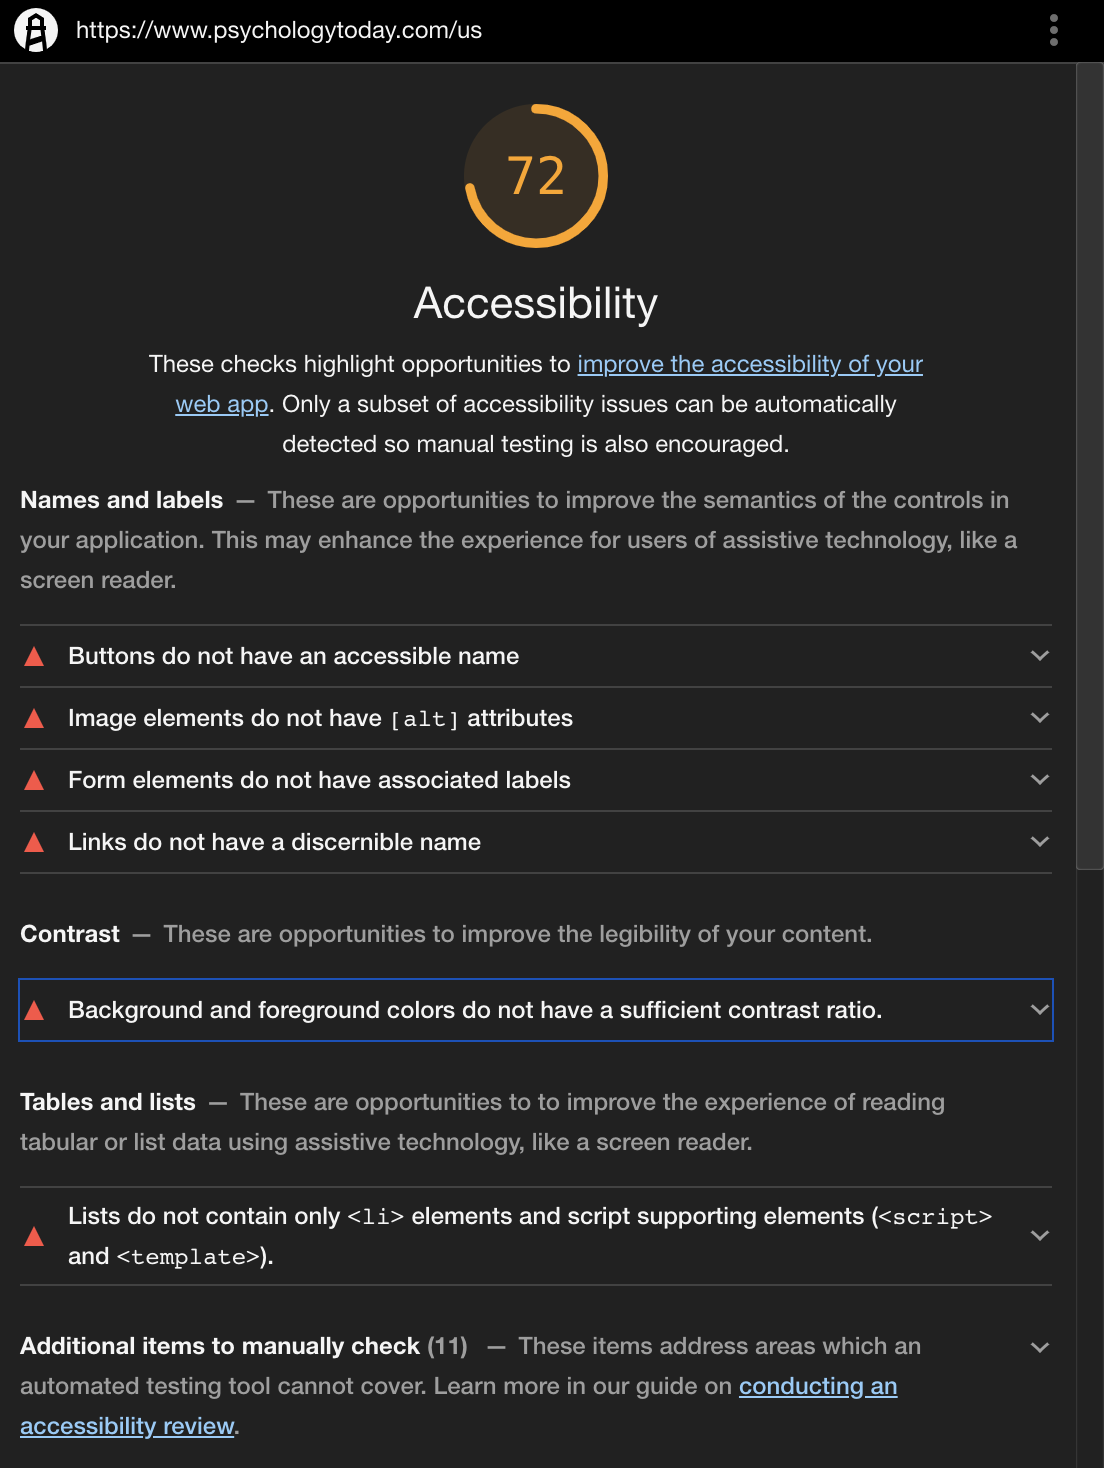 https://www.psychologytoday.com/us
72
Accessibility
These checks highlight opportunities to improve the accessibility of your
web app. Only a subset of accessibility issues can be automatically
detected so manual testing is also encouraged.
Names and labels — These are opportunities to improve the semantics of the controls in
your application. This may enhance the experience for users of assistive technology, like a
screen reader.
Buttons do not have an accessible name
Image elements do not have [alt] attributes
Form elements do not have associated labels
Links do not have a discernible name
Contrast — These are opportunities to improve the legibility of your content.
Background and foreground colors do not have a sufficient contrast ratio.
Tables and lists — These are opportunities to to improve the experience of reading
tabular or list data using assistive technology, like a screen reader.
Lists do not contain only <li> elements and script supporting elements (<script>
and <template>).
Additional items to manually check (11) — These items address areas which an
automated testing tool cannot cover. Learn more in our guide on conducting an
accessibility review.